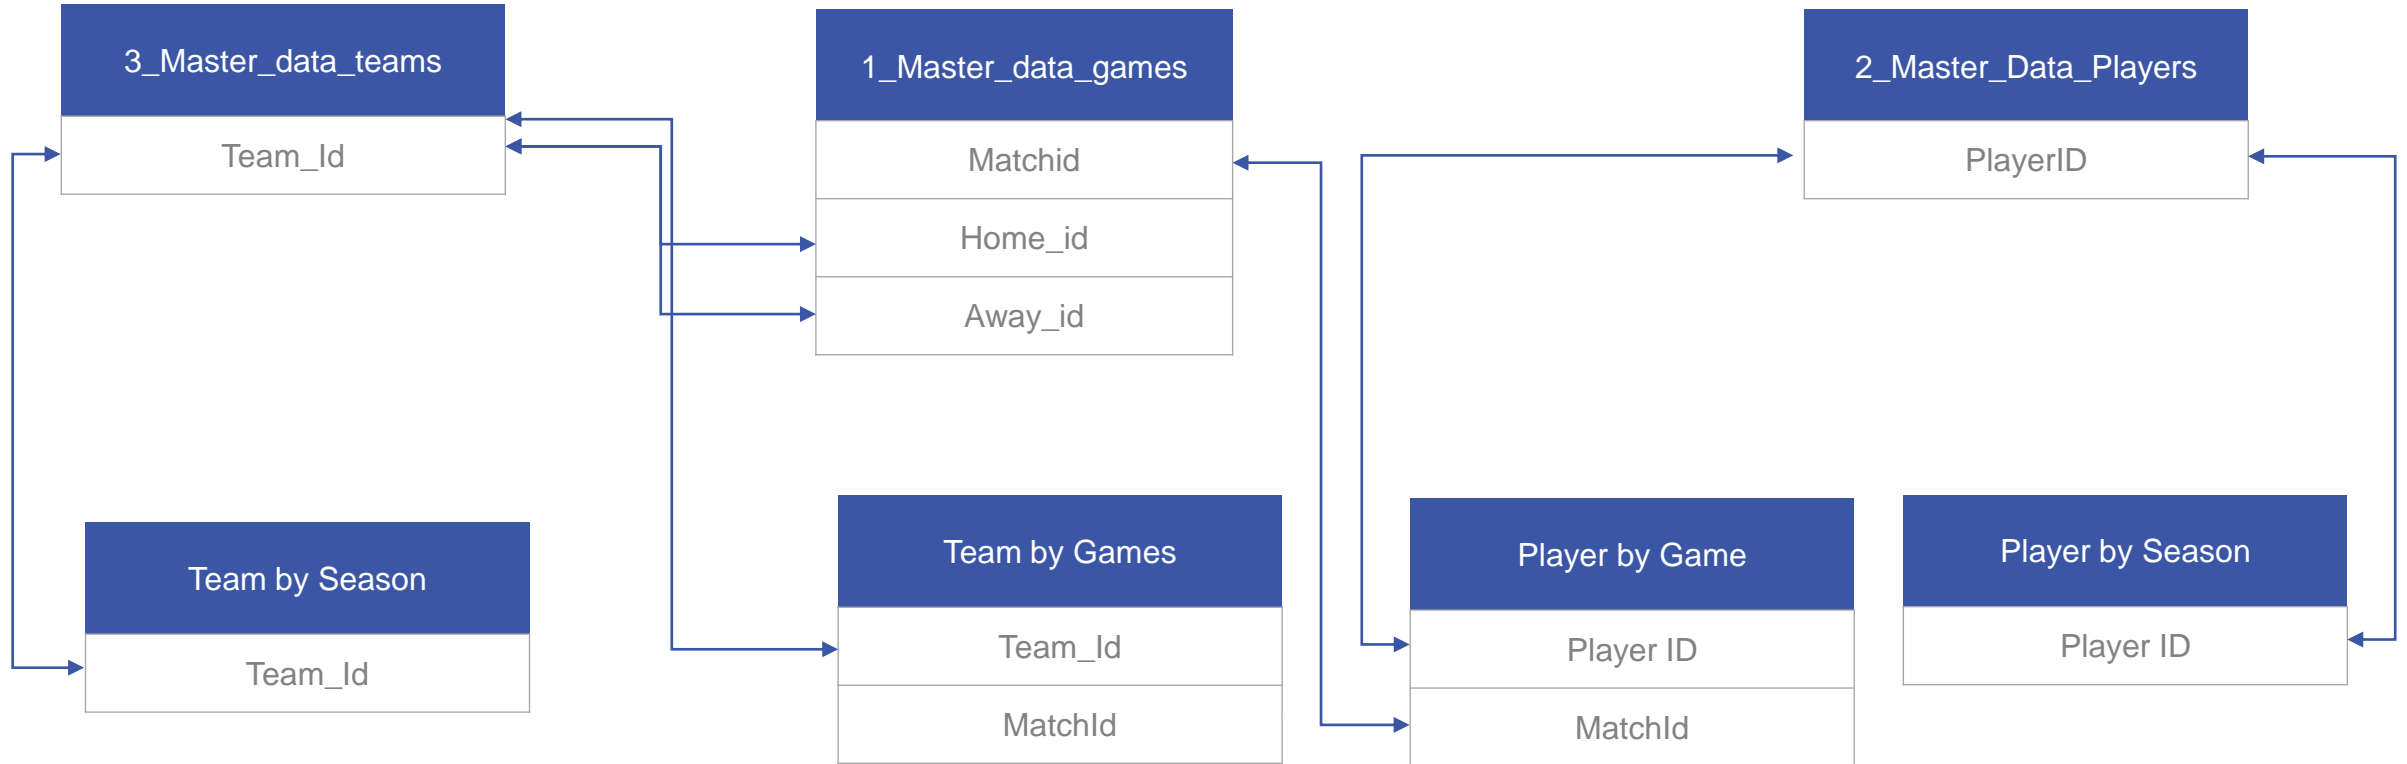 3_Master_data_teams
Team_Id
1_Master_data_games
Matchid
Home_id
Away_id
2_Master_Data_Players
PlayerID
Team by Season
Team_Id
Team by Games
Team_Id
MatchId
Player by Game
Player ID
MatchId
Player by Season
Player ID